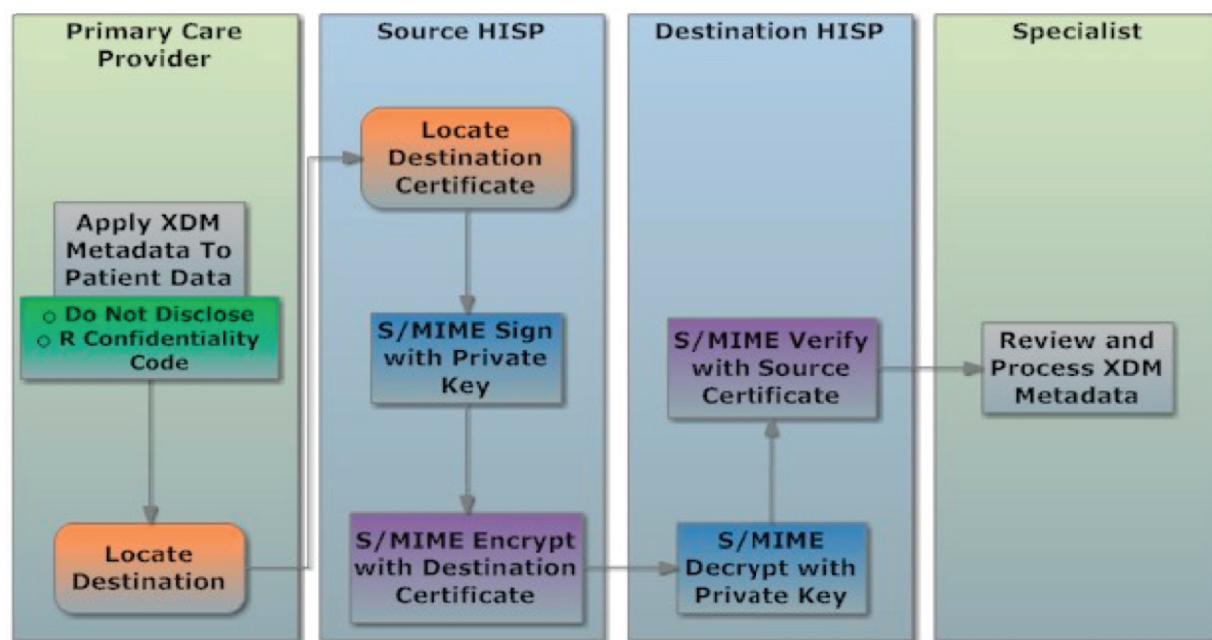 Primary Care
Provider
Apply XDM
Metadata To
Patient Data
○ Do Not Disclose
○ R Confidentiality
Code
Locate
Destination
Source HISP
Locate
Destination
Certificate
S/MIME Sign
with Private
Key
S/MIME Encrypt
with Destination
Certificate
Destination HISP
S/MIME Verify
with Source
Certificate
S/MIME
Decrypt with
Private Key
Specialist
Review and
Process XDM
Metadata